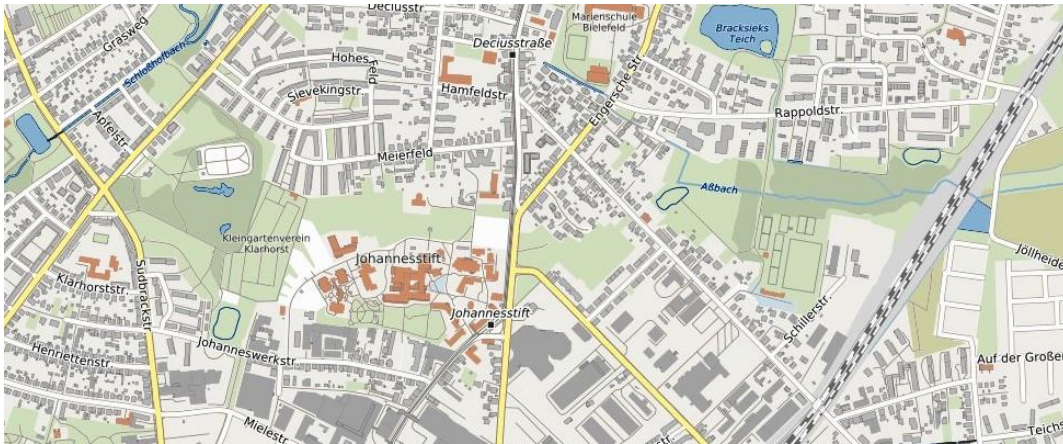 Deciusstr.
Marienschule
Bielefeld
Bracksieks
Teich
Grasweg
Schloßhofbach
Deciusstraße
Hohes Feld
Sievekingstr.
Hamfeldstr.
Engersche Str.
Rappoldstr.
Apfelstr.
Meierfeld
Aßbach
Kleingartenverein
Klarhorst
Johannesstift
Jöllheide
Sudbrackstr.
Klarhorststr.
Johannesstift
Schillerstr.
Johanneswerkstr.
Henriettenstr.
Auf der Großen
Mielestr.
Teich